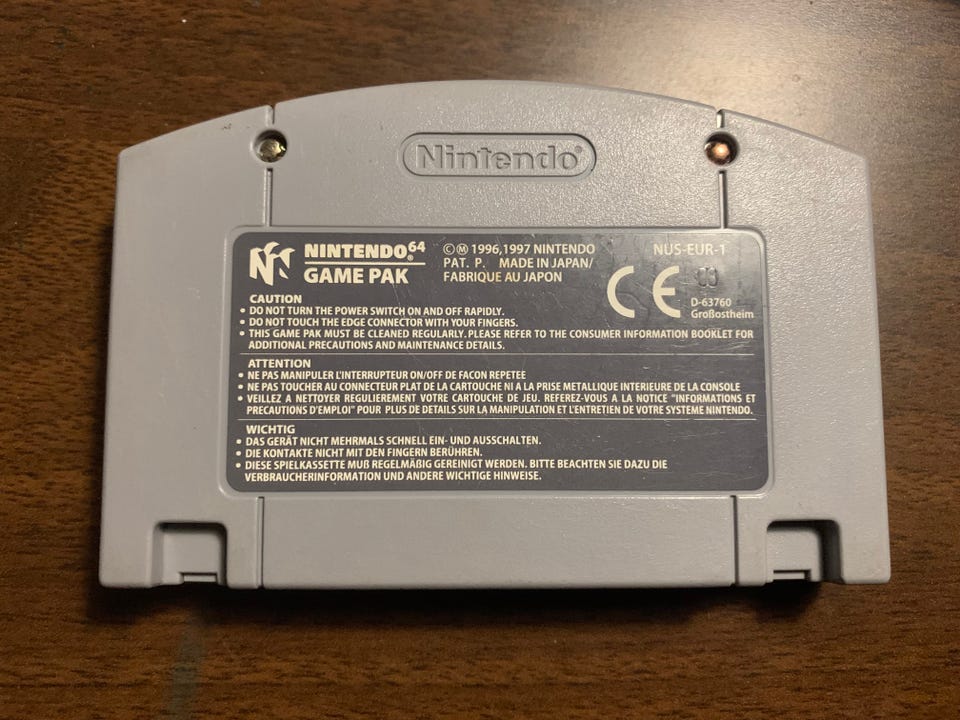 Nintendo®
NINTENDO64®
GAME PAK
©Ⓜ 1996,1997 NINTENDO
PAT. P. MADE IN JAPAN/
FABRIQUE AU JAPON
NUS-EUR-1
CE
D-63760
Großostheim
CAUTION
• DO NOT TURN THE POWER SWITCH ON AND OFF RAPIDLY.
• DO NOT TOUCH THE EDGE CONNECTOR WITH YOUR FINGERS.
• THIS GAME PAK MUST BE CLEANED REGULARLY. PLEASE REFER TO THE CONSUMER INFORMATION BOOKLET FOR
ADDITIONAL PRECAUTIONS AND MAINTENANCE DETAILS.
ATTENTION
• NE PAS MANIPULER L'INTERRUPTEUR ON/OFF DE FACON REPETEE
• NE PAS TOUCHER AU CONNECTEUR PLAT DE LA CARTOUCHE NI A LA PRISE METALLIQUE INTERIEURE DE LA CONSOLE
• VEILLEZ A NETTOYER REGULIEREMENT VOTRE CARTOUCHE DE JEU. REFEREZ-VOUS A LA NOTICE "INFORMATIONS ET
PRECAUTIONS D'EMPLOI" POUR PLUS DE DETAILS SUR LA MANIPULATION ET L'ENTRETIEN DE VOTRE SYSTEME NINTENDO.
WICHTIG
• DAS GERÄT NICHT MEHRMALS SCHNELL EIN- UND AUSSCHALTEN.
• DIE KONTAKTE NICHT MIT DEN FINGERN BERÜHREN.
• DIESE SPIELKASSETTE MUß REGELMÄßIG GEREINIGT WERDEN. BITTE BEACHTEN SIE DAZU DIE
VERBRAUCHERINFORMATION UND ANDERE WICHTIGE HINWEISE.